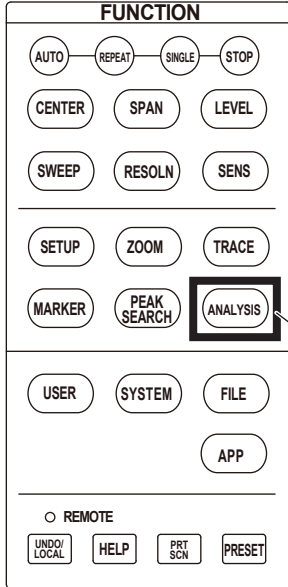 FUNCTION
AUTO REPEAT SINGLE STOP
CENTER SPAN LEVEL
SWEEP RESOLN SENS
SETUP ZOOM TRACE
MARKER PEAK SEARCH ANALYSIS
USER SYSTEM FILE
APP
REMOTE
UNDO/LOCAL HELP PRT SCN PRESET